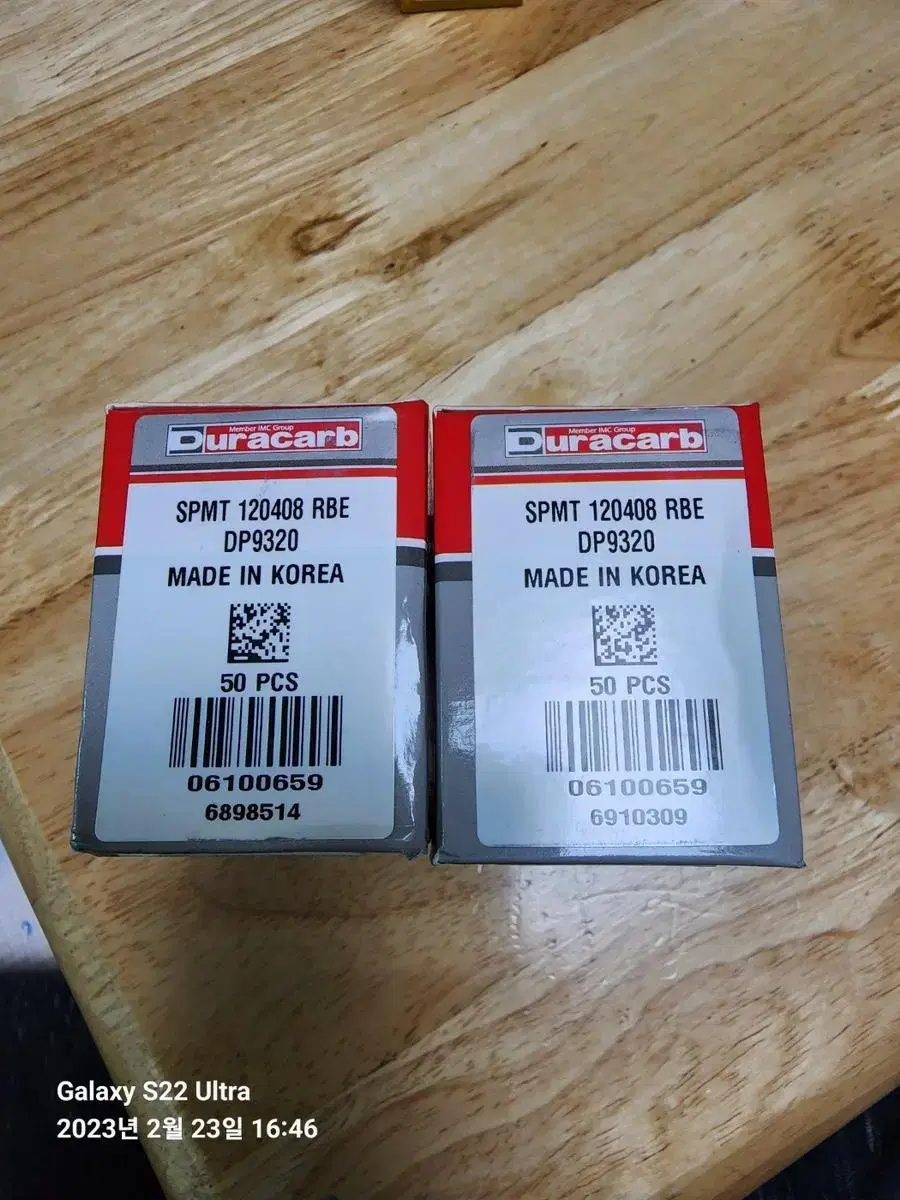 Member IMC Group
Duracarb
SPMT 120408 RBE
DP9320
MADE IN KOREA
50 PCS
06100659
6898514
Member IMC Group
Duracarb
SPMT 120408 RBE
DP9320
MADE IN KOREA
50 PCS
06100659
6910309
Galaxy S22 Ultra
2023년 2월 23일 16:46